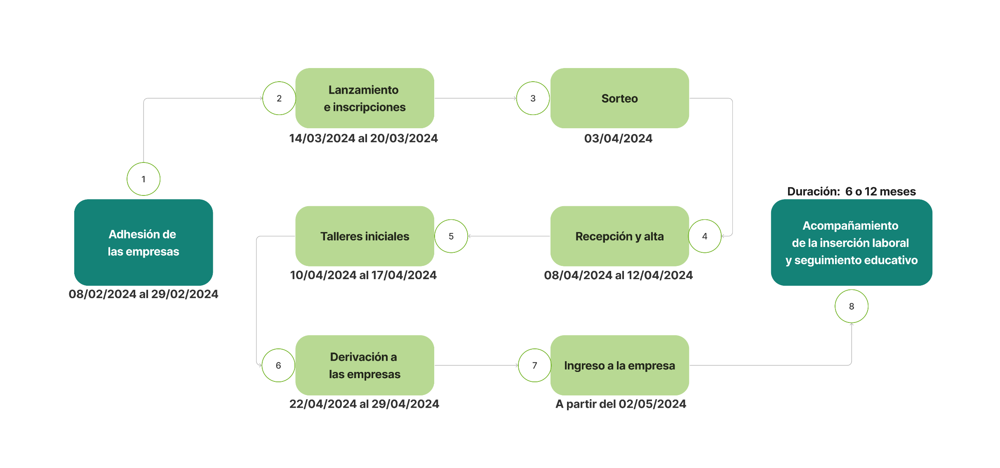 1
Adhesión de
las empresas
08/02/2024 al 29/02/2024
2
Lanzamiento
e inscripciones
14/03/2024 al 20/03/2024
3
Sorteo
03/04/2024
4
Recepción y alta
08/04/2024 al 12/04/2024
5
Talleres iniciales
10/04/2024 al 17/04/2024
6
Derivación a
las empresas
22/04/2024 al 29/04/2024
7
Ingreso a la empresa
A partir del 02/05/2024
Duración: 6 o 12 meses
Acompañamiento
de la inserción laboral
y seguimiento educativo
8